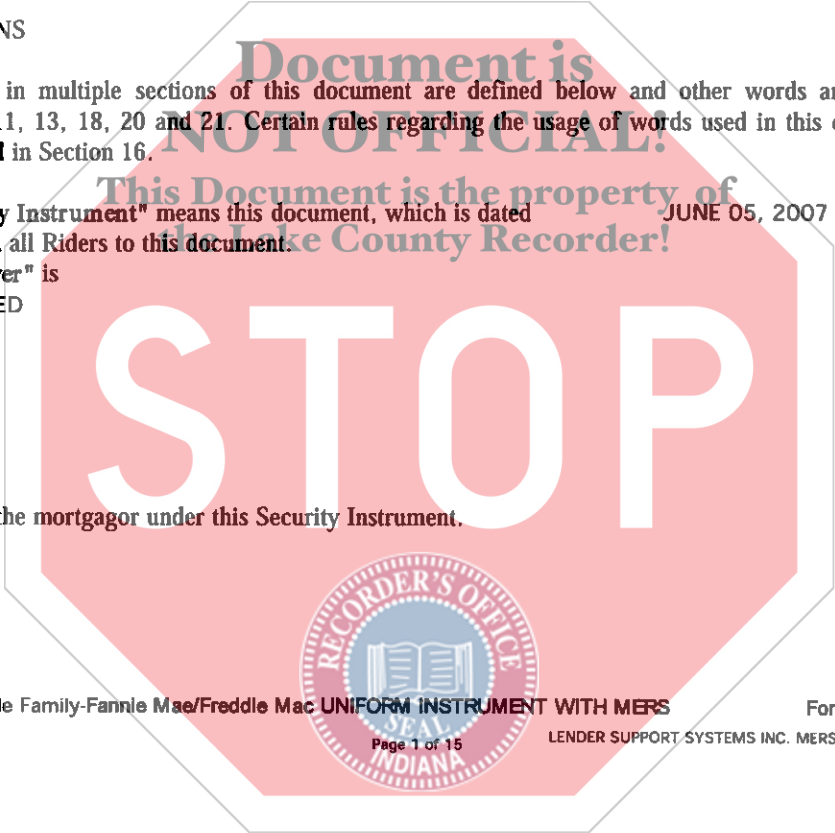 NS
Document is
in multiple sections of this document are defined below and other words a
11, 13, 18, 20 and 21. Certain rules regarding the usage of words used in this
NOT OFFICIAL!
in Section 16.
This Document is the property of
y Instrument" means this document, which is dated JUNE 05, 2007
all Riders to this document.
the Lake County Recorder!
er" is
ED
STOP
the mortgagor under this Security Instrument.
RECORDER'S OFFICE
le Family-Fannie Mae/Freddie Mac UNIFORM INSTRUMENT WITH MERS For
SEAL
Page 1 of 15 LENDER SUPPORT SYSTEMS INC. MERS
INDIANA